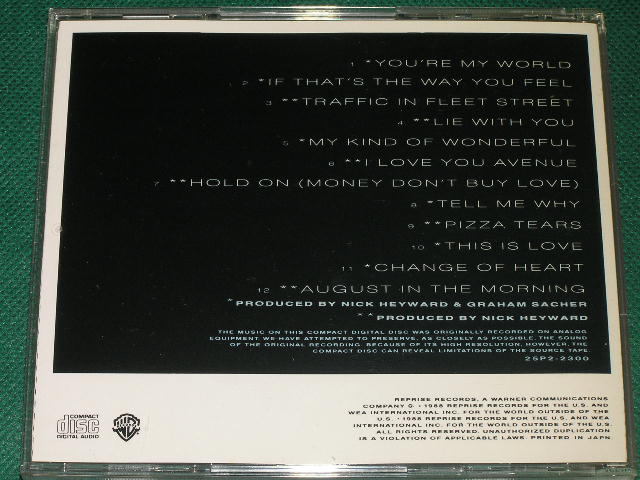 1 *YOU'RE MY WORLD
2 *IF THAT'S THE WAY YOU FEEL
3 **TRAFFIC IN FLEET STREET
4 **LIE WITH YOU
5 *MY KIND OF WONDERFUL
6 **I LOVE YOU AVENUE
7 **HOLD ON (MONEY DON'T BUY LOVE)
8 *TELL ME WHY
9 **PIZZA TEARS
10 *THIS IS LOVE
11 *CHANGE OF HEART
12 **AUGUST IN THE MORNING
*PRODUCED BY NICK HEYWARD & GRAHAM SACHER
**PRODUCED BY NICK HEYWARD
THE MUSIC ON THIS COMPACT DIGITAL DISC WAS ORIGINALLY RECORDED ON ANALOG
EQUIPMENT. WE HAVE ATTEMPTED TO PRESERVE, AS CLOSELY AS POSSIBLE, THE SOUND
OF THE ORIGINAL RECORDING. BECAUSE OF ITS HIGH RESOLUTION, HOWEVER, THE
COMPACT DISC CAN REVEAL LIMITATIONS OF THE SOURCE TAPE.
25P2-2300
REPRISE RECORDS, A WARNER COMMUNICATIONS
COMPANY © • 1988 REPRISE RECORDS FOR THE U.S. AND
WEA INTERNATIONAL INC. FOR THE WORLD OUTSIDE OF THE
U.S. • 1988 REPRISE RECORDS FOR THE U.S. AND WEA
INTERNATIONAL INC. FOR THE WORLD OUTSIDE OF THE U.S.
ALL RIGHTS RESERVED. UNAUTHORIZED DUPLICATION
IS A VIOLATION OF APPLICABLE LAWS. PRINTED IN JAPN
COMPACT
disc
DIGITAL AUDIO